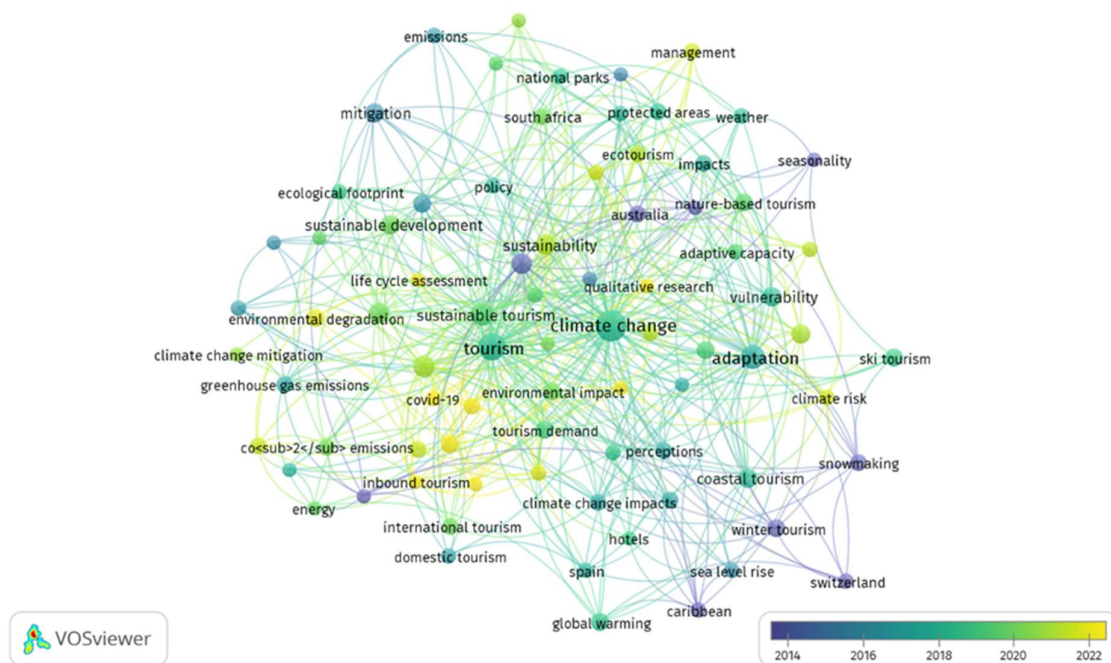 emissions
management
national parks
mitigation
south africa
protected areas
weather
ecotourism
impacts
seasonality
policy
ecological footprint
nature-based tourism
australia
sustainable development
sustainability
adaptive capacity
life cycle assessment
qualitative research
vulnerability
environmental degradation
sustainable tourism
climate change
tourism
climate change mitigation
adaptation
ski tourism
greenhouse gas emissions
environmental impact
covid-19
climate risk
tourism demand
co<sub>2</sub> emissions
perceptions
snowmaking
inbound tourism
coastal tourism
energy
climate change impacts
international tourism
winter tourism
hotels
domestic tourism
spain
sea level rise
switzerland
caribbean
global warming
VOSviewer
2014 2016 2018 2020 2022